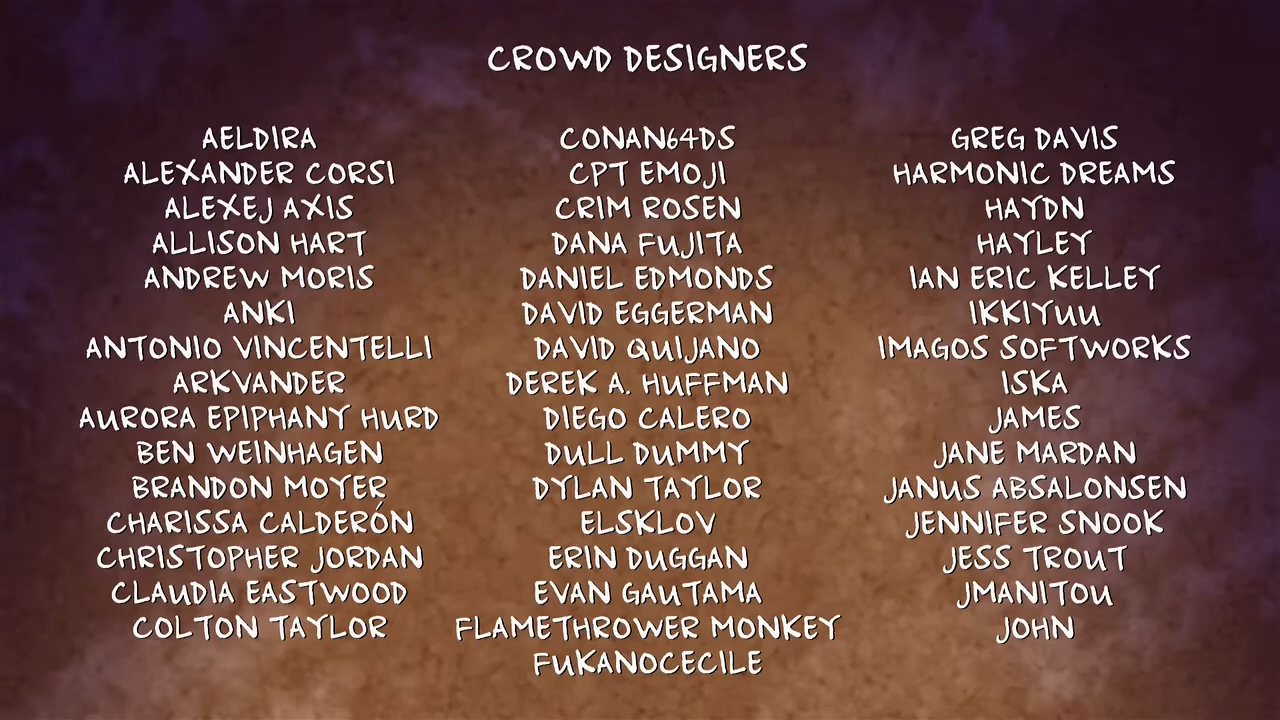 CROWD DESIGNERS
AELDIRA
ALEXANDER CORSI
ALEXEJ AXIS
ALLISON HART
ANDREW MORIS
ANKI
ANTONIO VINCENTELLI
ARKVANDER
AURORA EPIPHANY HURD
BEN WEINHAGEN
BRANDON MOYER
CHARISSA CALDERÓN
CHRISTOPHER JORDAN
CLAUDIA EASTWOOD
COLTON TAYLOR
CONAN64DS
CPT EMOJI
CRIM ROSEN
DANA FUJITA
DANIEL EDMONDS
DAVID EGGERMAN
DAVID QUIJANO
DEREK A. HUFFMAN
DIEGO CALERO
DULL DUMMY
DYLAN TAYLOR
ELSKLOV
ERIN DUGGAN
EVAN GAUTAMA
FLAMETHROWER MONKEY
FUKANOCECILE
GREG DAVIS
HARMONIC DREAMS
HAYDN
HAYLEY
IAN ERIC KELLEY
IKKIYUU
IMAGOS SOFTWORKS
ISKA
JAMES
JANE MARDAN
JANUS ABSALONSEN
JENNIFER SNOOK
JESS TROUT
JMANITOU
JOHN